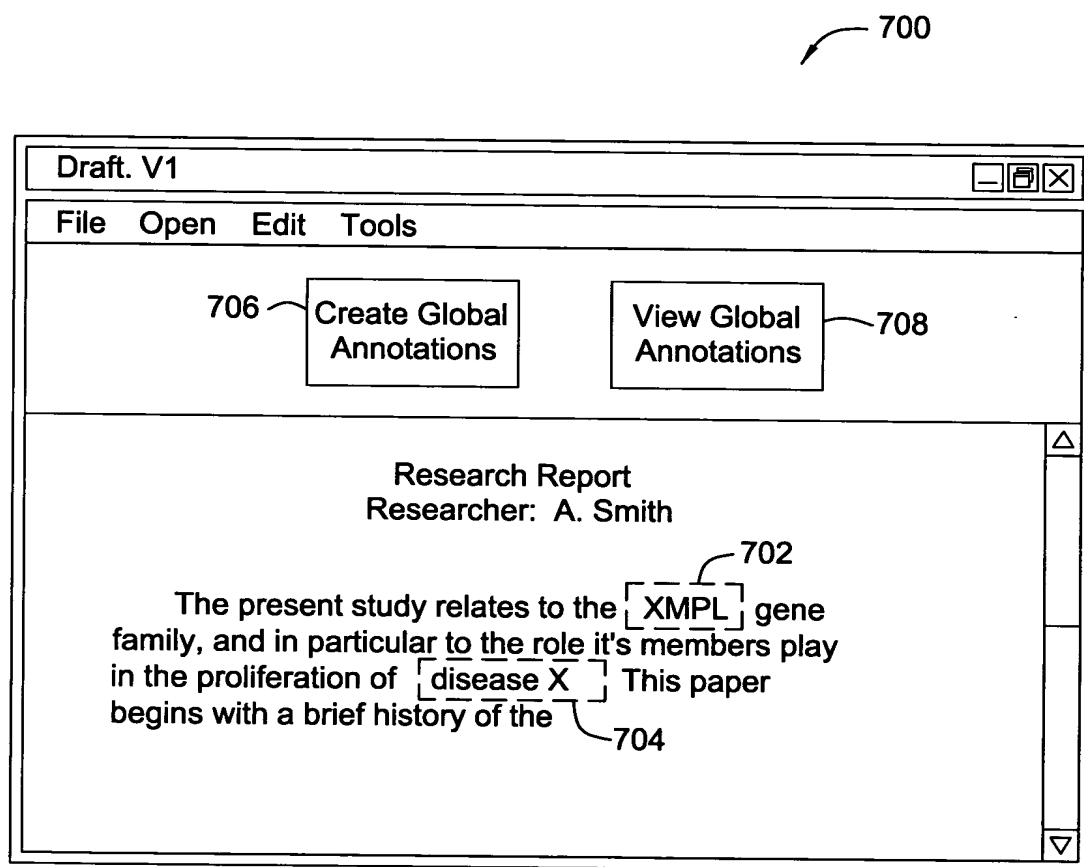 700
Draft. V1
File Open Edit Tools
706
Create Global
Annotations
View Global
Annotations
708
Research Report
Researcher: A. Smith
702
The present study relates to the XMPL gene
family, and in particular to the role it's members play
in the proliferation of disease X This paper
begins with a brief history of the
704